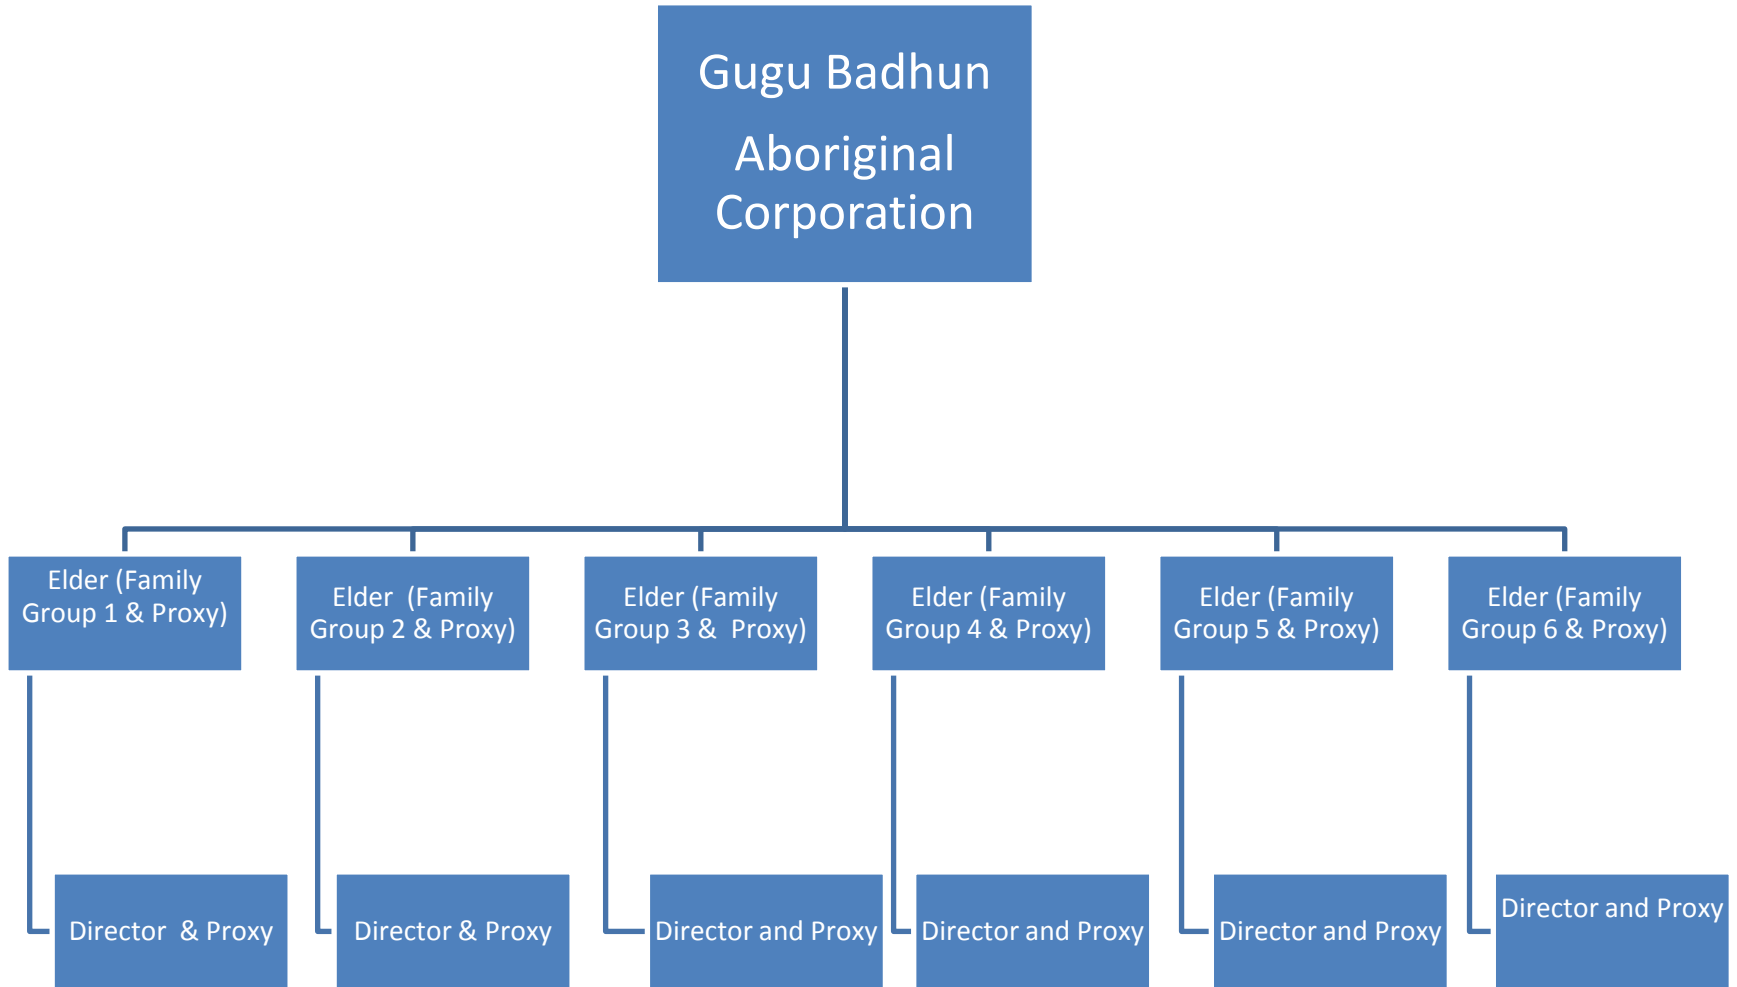 Gugu Badhun
Aboriginal
Corporation
Elder (Family
Group 1 & Proxy)
Elder (Family
Group 2 & Proxy)
Elder (Family
Group 3 & Proxy)
Elder (Family
Group 4 & Proxy)
Elder (Family
Group 5 & Proxy)
Elder (Family
Group 6 & Proxy)
Director & Proxy
Director & Proxy
Director and Proxy
Director and Proxy
Director and Proxy
Director and Proxy